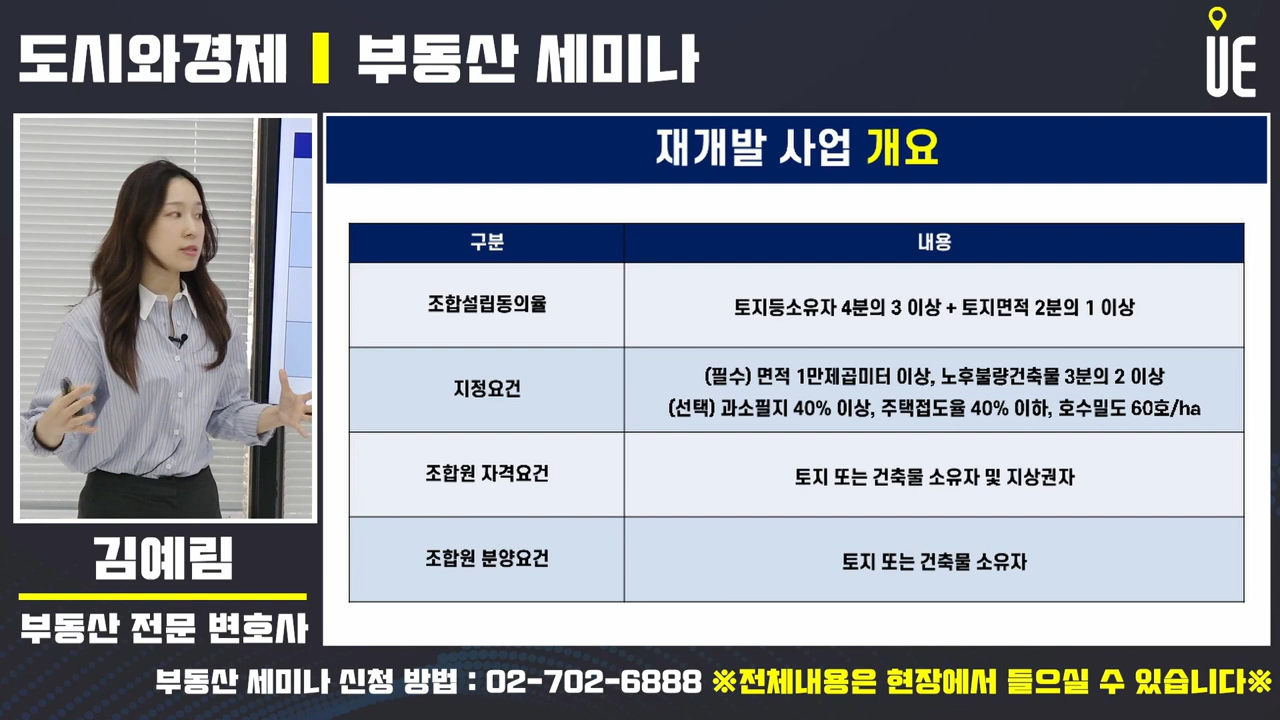 도시와경제 부동산 세미나
UE
재개발 사업 개요
구분 내용
조합설립동의율 토지등소유자 4분의 3 이상 + 토지면적 2분의 1 이상
지정요건 (필수) 면적 1만제곱미터 이상, 노후불량건축물 3분의 2 이상
(선택) 과소필지 40% 이상, 주택접도율 40% 이하, 호수밀도 60호/ha
조합원 자격요건 토지 또는 건축물 소유자 및 지상권자
조합원 분양요건 토지 또는 건축물 소유자
김예림
부동산 전문 변호사
부동산 세미나 신청 방법 : 02-702-6888 ※전체내용은 현장에서 들으실 수 있습니다※